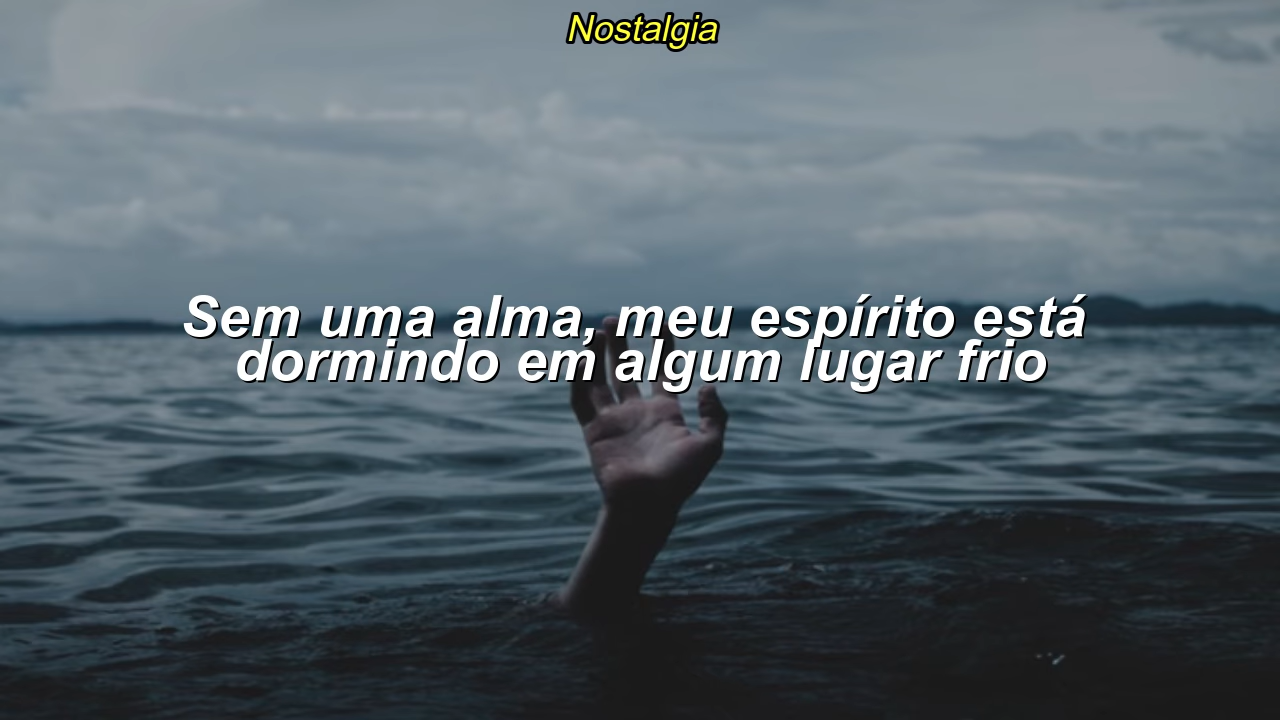 Nostalgia
Sem uma alma, meu espírito está
dormindo em algum lugar frio